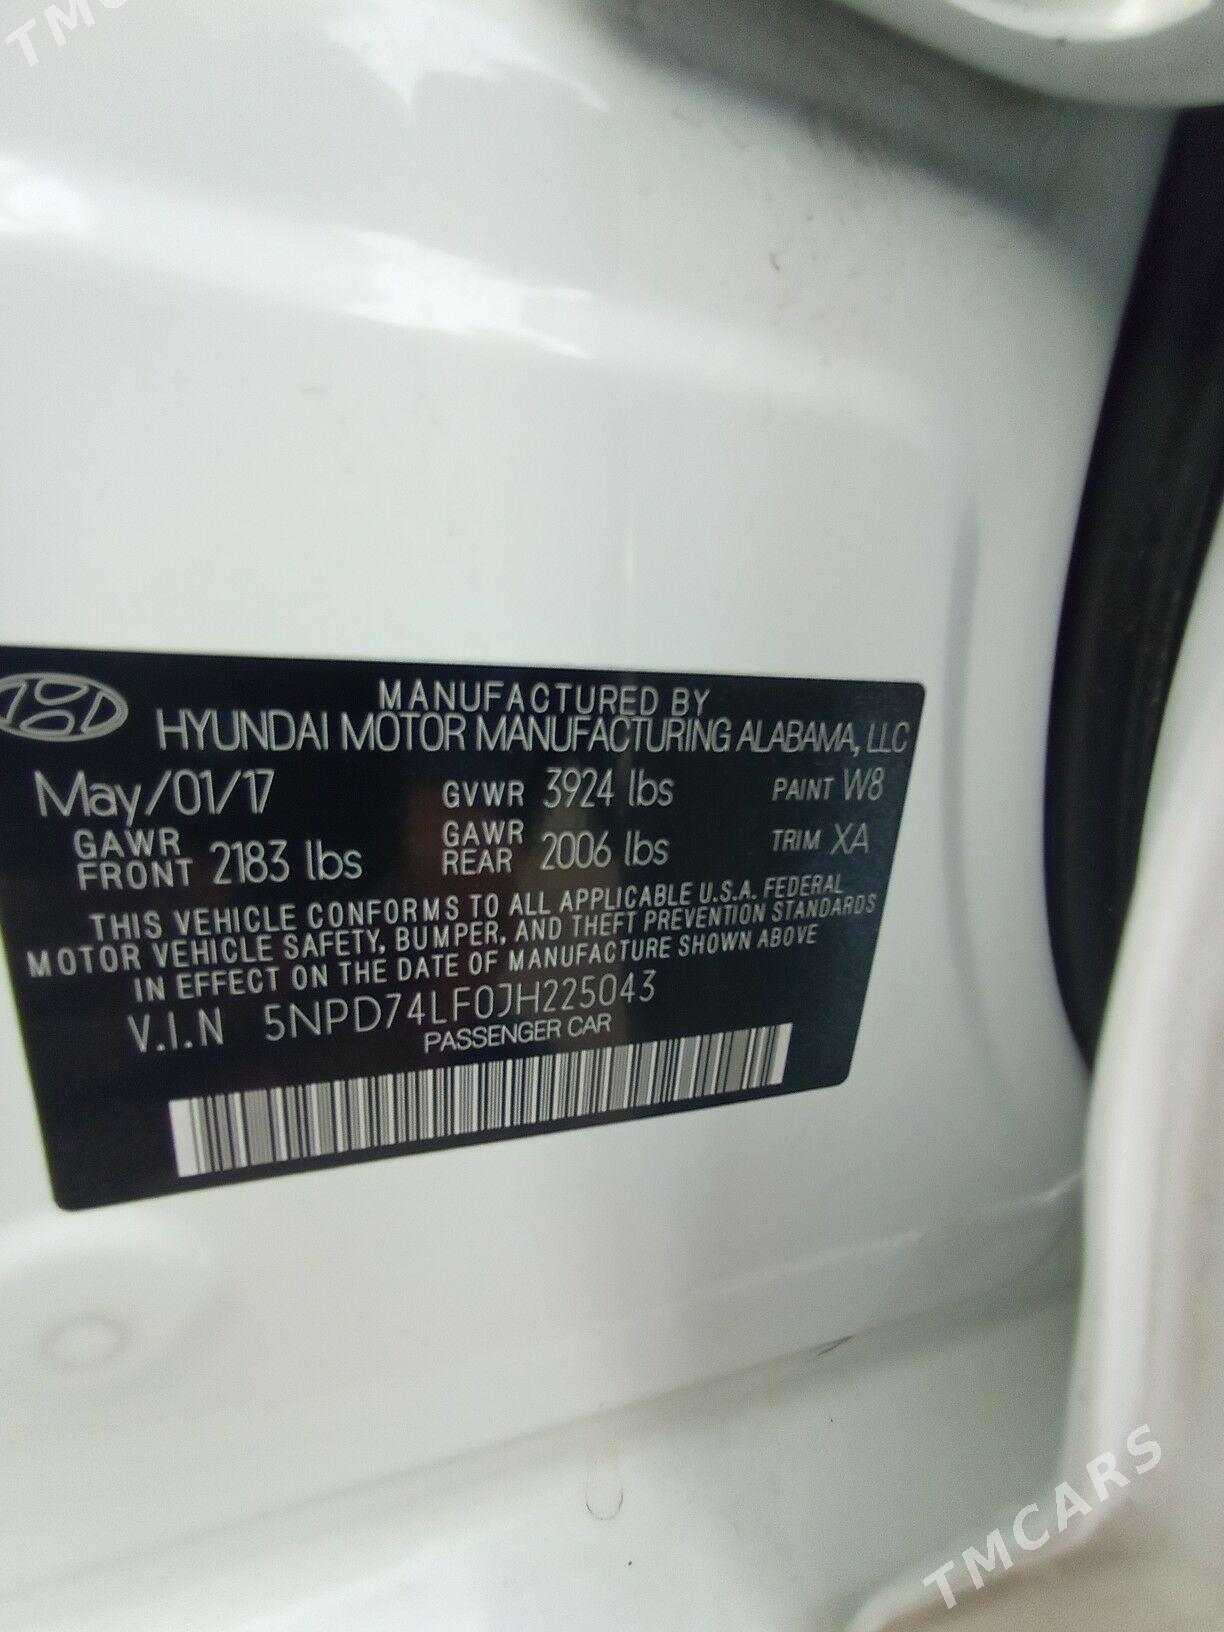 TMC
MANUFACTURED BY
HYUNDAI MOTOR MANUFACTURING ALABAMA, LLC
May/01/17 GVWR 3924 lbs PAINT W8
GAWR FRONT 2183 lbs GAWR REAR 2006 lbs TRIM XA
THIS VEHICLE CONFORMS TO ALL APPLICABLE U.S.A. FEDERAL
MOTOR VEHICLE SAFETY, BUMPER, AND THEFT PREVENTION STANDARDS
IN EFFECT ON THE DATE OF MANUFACTURE SHOWN ABOVE
V.I.N 5NPD74LF0JH225043
PASSENGER CAR
TMCARS